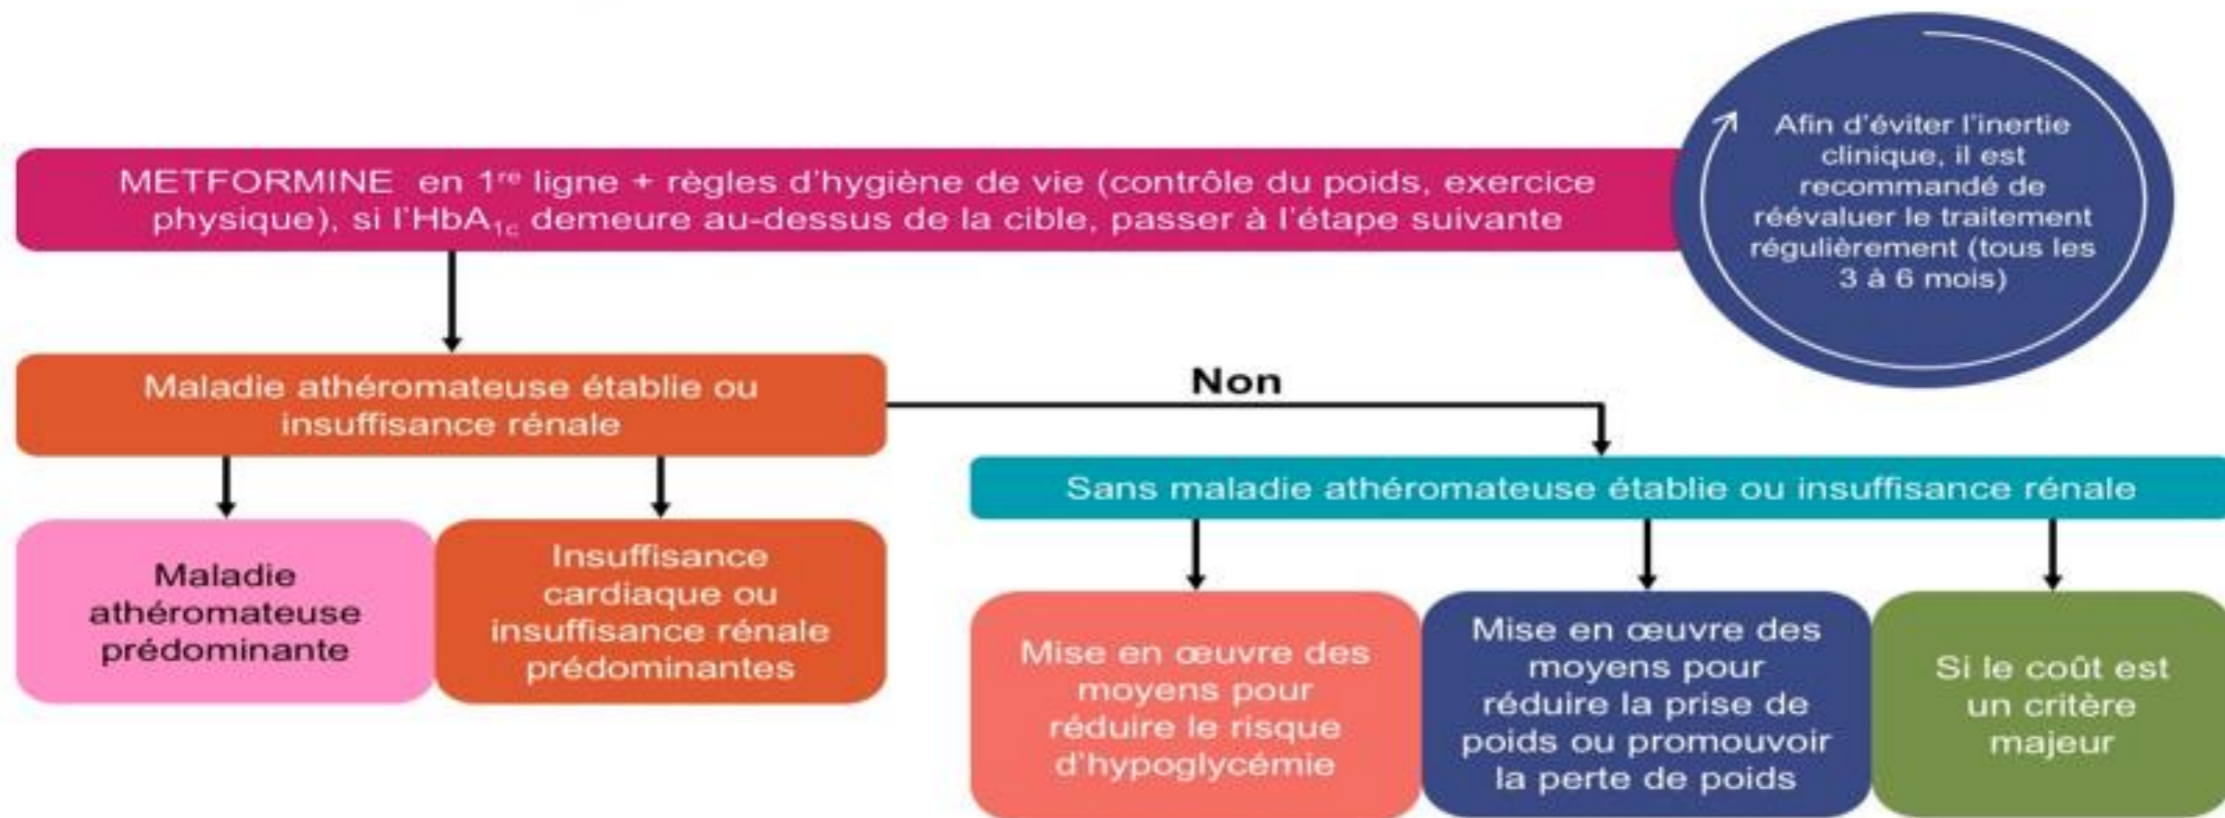 METFORMINE en 1re ligne + règles d'hygiène de vie (contrôle du poids, exercice
physique), si l'HbA1c demeure au-dessus de la cible, passer à l'étape suivante
Afin d'éviter l'inertie
clinique, il est
recommandé de
réévaluer le traitement
régulièrement (tous les
3 à 6 mois)
Maladie athéromateuse établie ou
insuffisance rénale
Non
Sans maladie athéromateuse établie ou insuffisance rénale
Maladie
athéromateuse
prédominante
Insuffisance
cardiaque ou
insuffisance rénale
prédominantes
Mise en œuvre des
moyens pour
réduire le risque
d'hypoglycémie
Mise en œuvre des
moyens pour
réduire la prise de
poids ou promouvoir
la perte de poids
Si le coût est
un critère
majeur